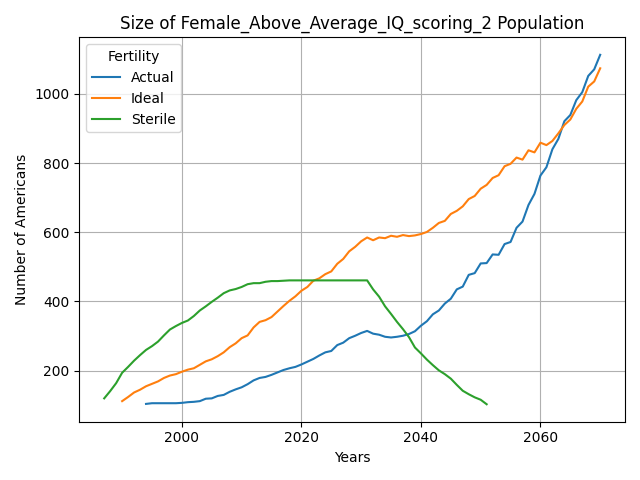 Size of Female_Above_Average_IQ_scoring_2 Population
Fertility
Actual
Ideal
Sterile
Number of Americans
1000
800
600
400
200
2000
2020
2040
2060
Years